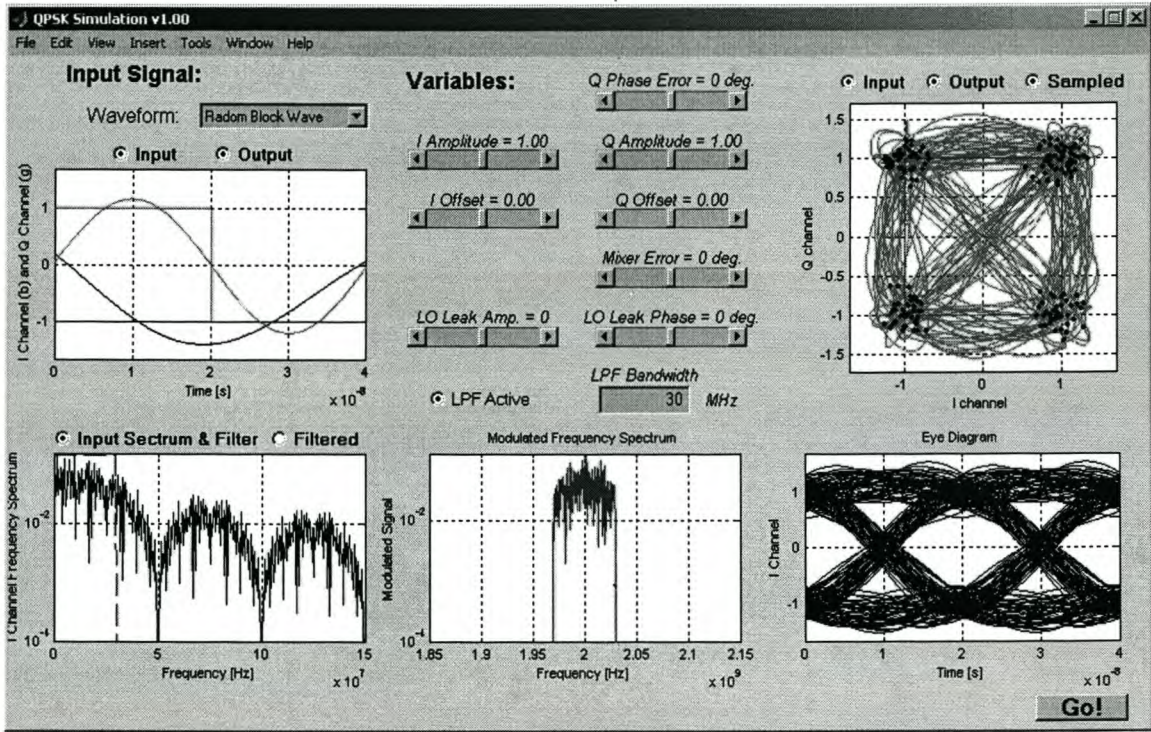 QPSK Simulation v1.00
File Edit View Insert Tools Window Help
Input Signal:
Waveform: Radom Block Wave
Input Output
I Channel (b) and Q Channel (g)
1
0
-1
0 1 2 3 4
Time [s] x 10^-8
Variables:
Q Phase Error = 0 deg.
I Amplitude = 1.00 Q Amplitude = 1.00
I Offset = 0.00 Q Offset = 0.00
Mixer Error = 0 deg.
LO Leak Amp. = 0 LO Leak Phase = 0 deg.
LPF Bandwidth
LPF Active 30 MHz
Input Output Sampled
Q channel
1.5
1
0.5
0
-0.5
-1
-1.5
-1 0 1
I channel
Input Sectrum & Filter Filtered
I Channel Frequency Spectrum
10^-2
10^-4
0 5 10 15
Frequency [Hz] x 10^7
Modulated Frequency Spectrum
Modulated Signal
10^-2
10^-4
1.85 1.9 1.95 2 2.05 2.1 2.15
Frequency [Hz] x 10^9
Eye Diagram
I Channel
1
0
-1
0 1 2 3 4
Time [s] x 10^-8
Go!